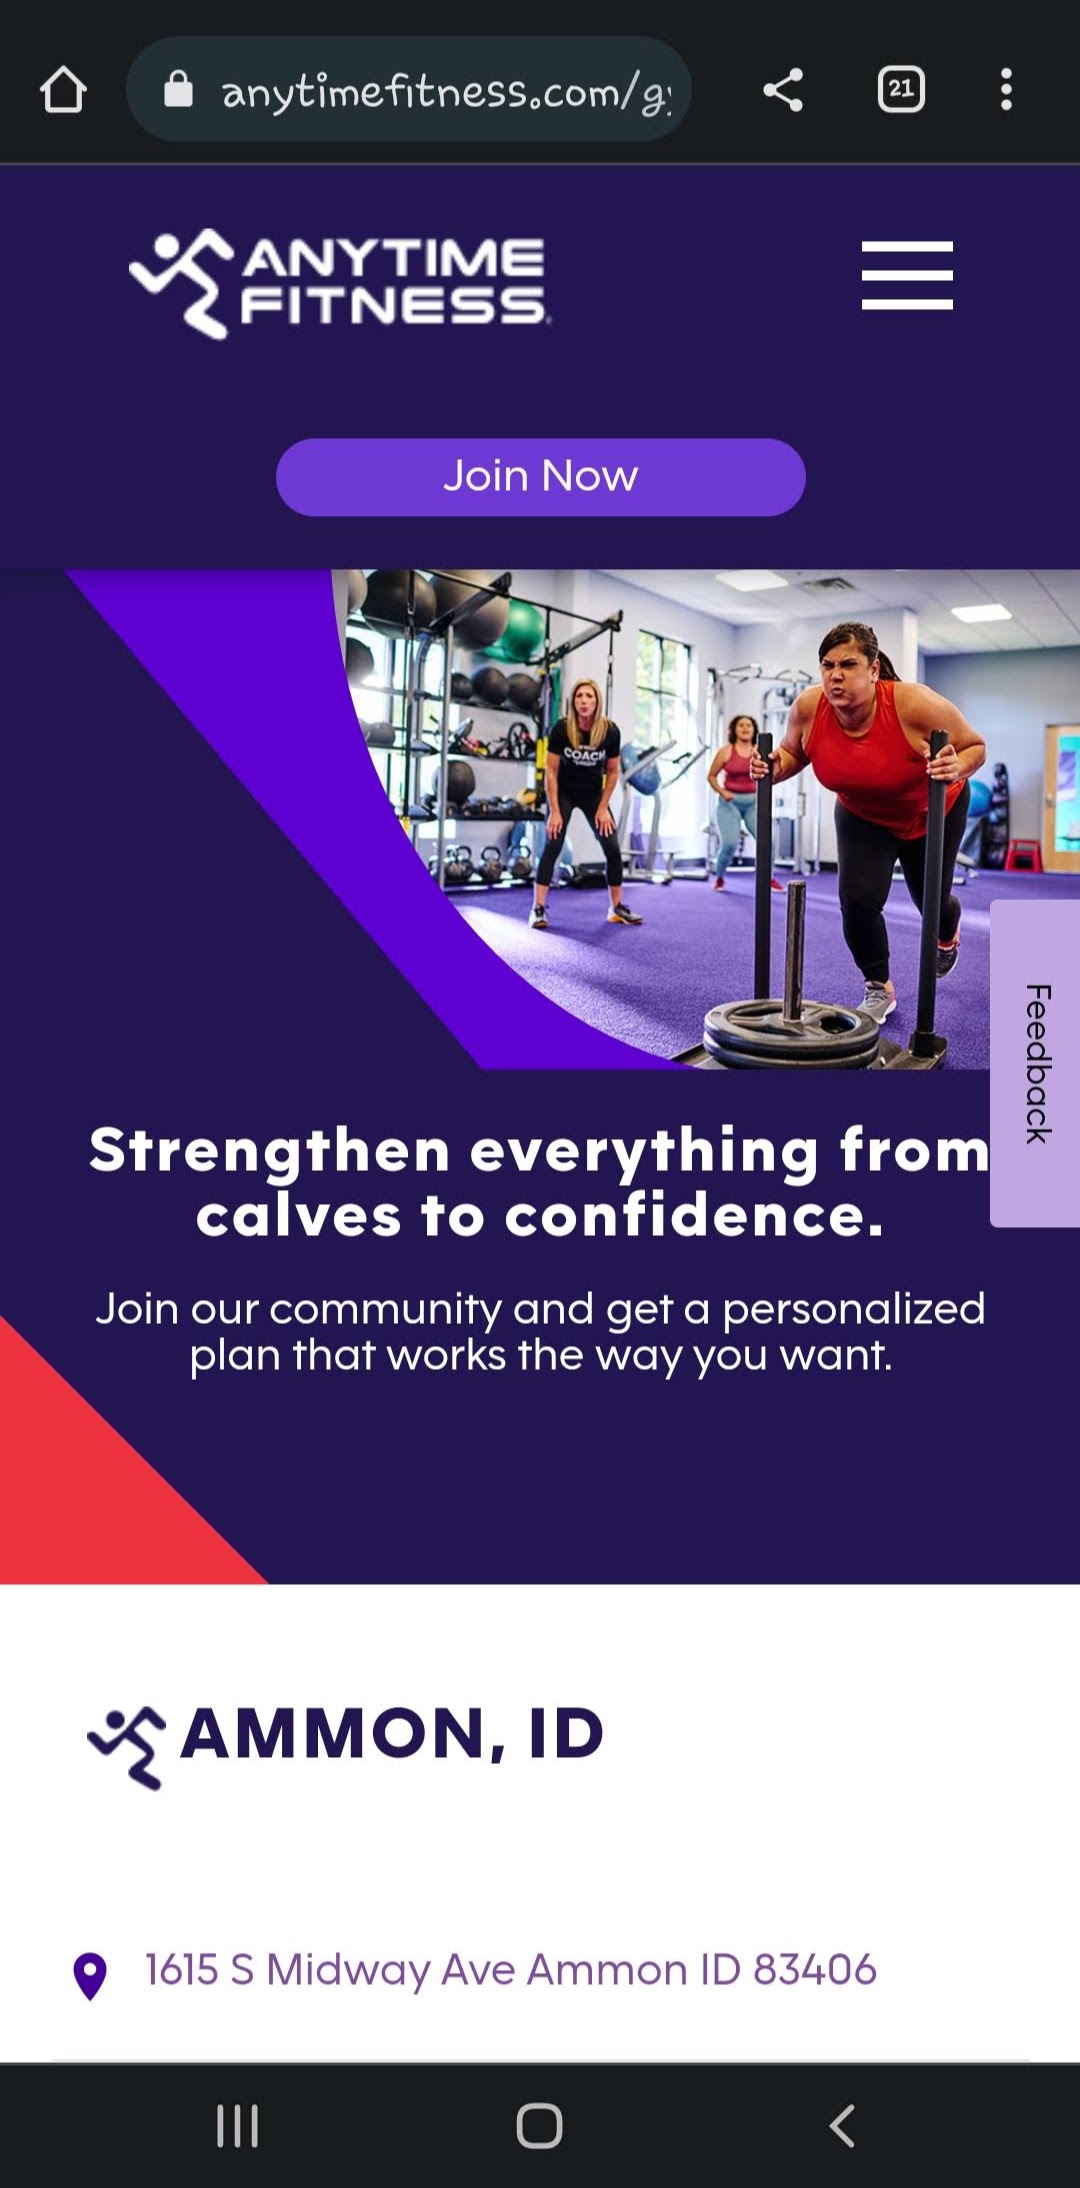 anytimefitness.com/g
21
ANYTIME
FITNESS
Join Now
COACH
Strengthen everything from
calves to confidence.
Join our community and get a personalized
plan that works the way you want.
Feedback
AMMON, ID
1615 S Midway Ave Ammon ID 83406